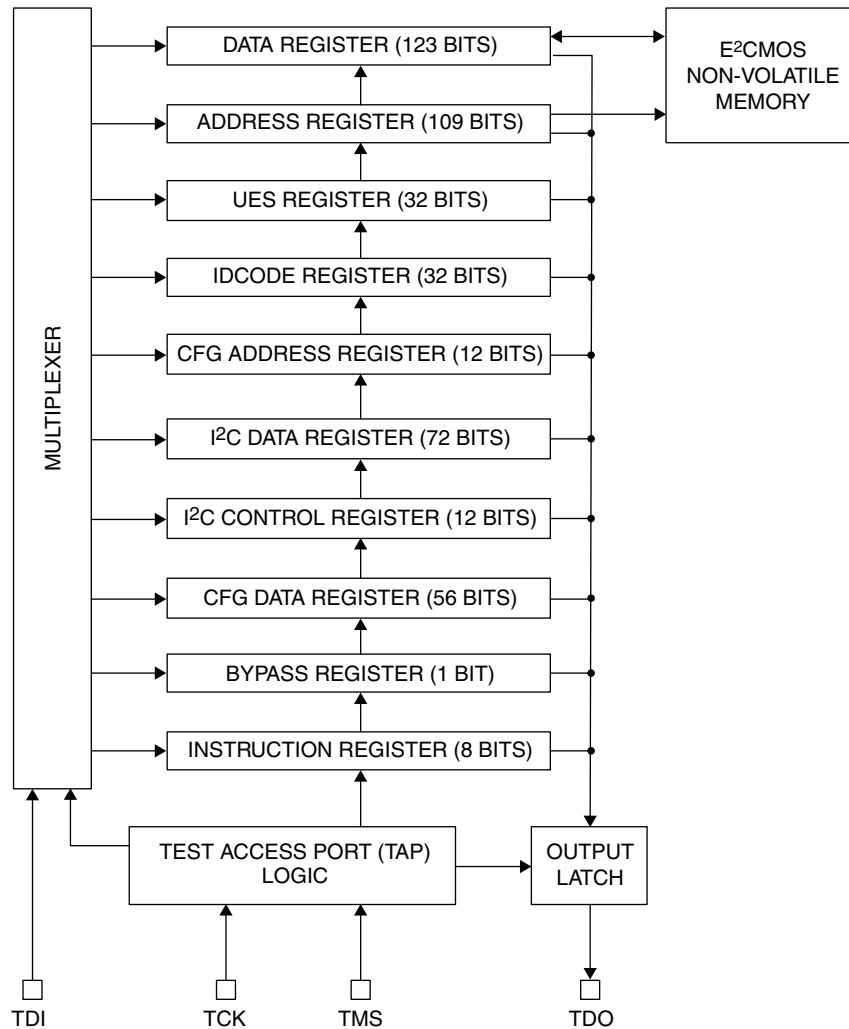 DATA REGISTER (123 BITS)
E²CMOS
NON-VOLATILE
MEMORY
ADDRESS REGISTER (109 BITS)
UES REGISTER (32 BITS)
IDCODE REGISTER (32 BITS)
CFG ADDRESS REGISTER (12 BITS)
MULTIPLEXER
I²C DATA REGISTER (72 BITS)
I²C CONTROL REGISTER (12 BITS)
CFG DATA REGISTER (56 BITS)
BYPASS REGISTER (1 BIT)
INSTRUCTION REGISTER (8 BITS)
TEST ACCESS PORT (TAP)
LOGIC
OUTPUT
LATCH
TDI
TCK
TMS
TDO